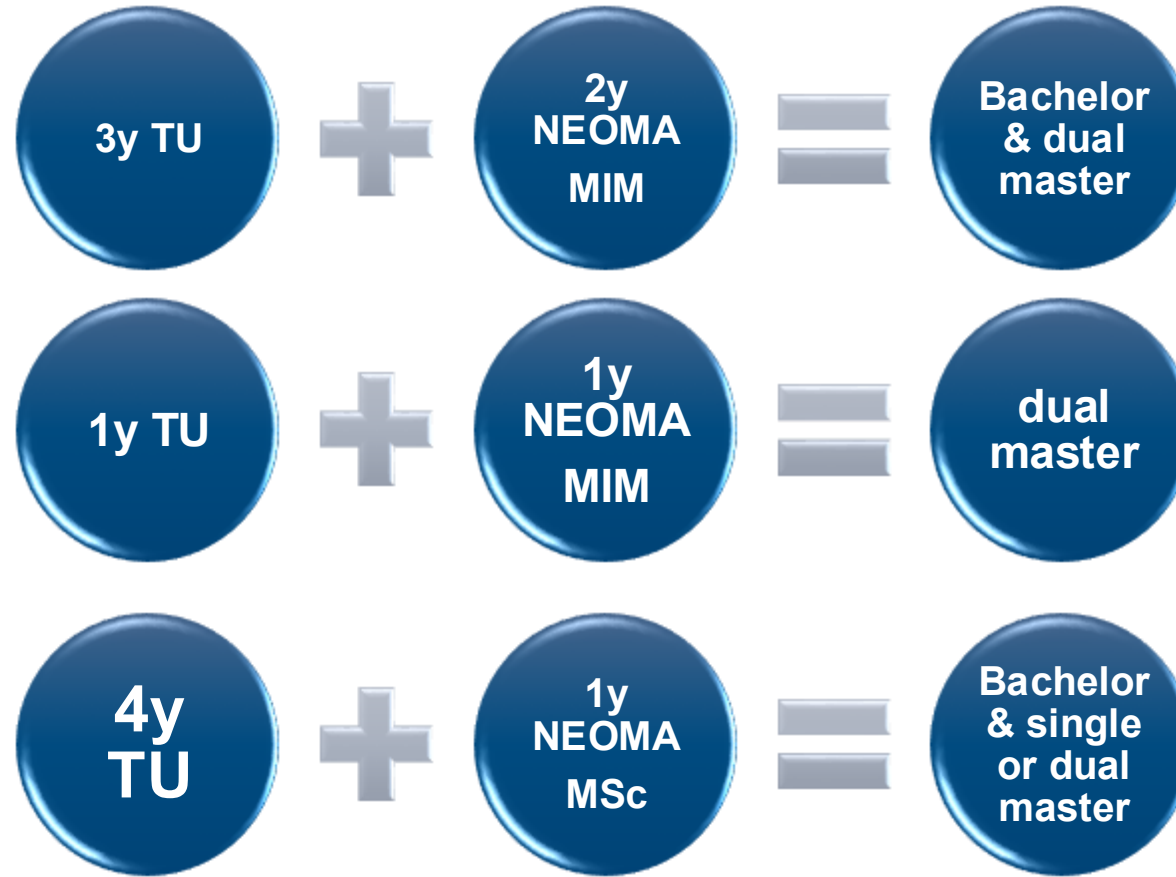 3y TU
2y
NEOMA
MIM
Bachelor
& dual
master
1y TU
1y
NEOMA
MIM
dual
master
4y
TU
1y
NEOMA
MSc
Bachelor
& single
or dual
master